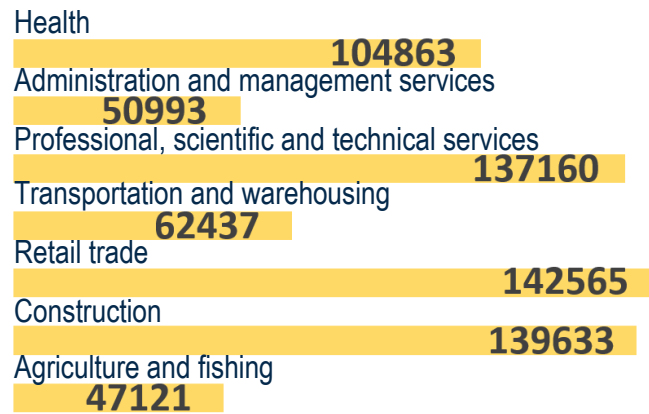 Health
104863
Administration and management services
50993
Professional, scientific and technical services
137160
Transportation and warehousing
62437
Retail trade
142565
Construction
139633
Agriculture and fishing
47121